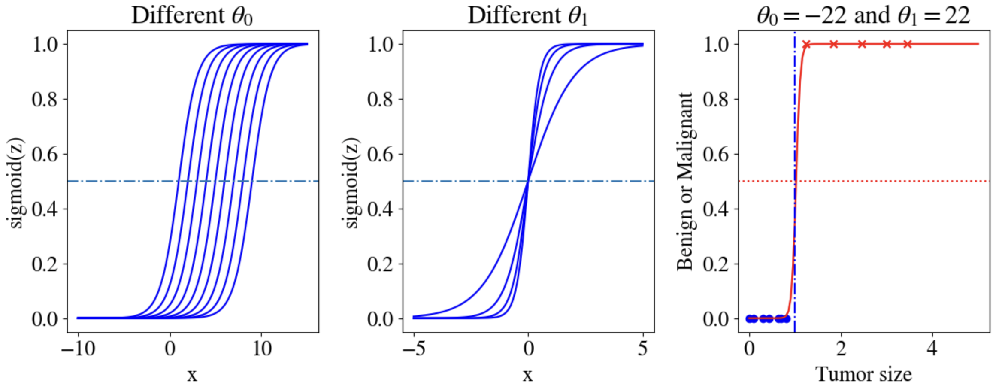 Different θ₀
1.0
0.8
0.6
0.4
0.2
0.0
sigmoid(z)
−10 0 10
x
Different θ₁
1.0
0.8
0.6
0.4
0.2
0.0
sigmoid(z)
−5 0 5
x
θ₀ = −22 and θ₁ = 22
1.0
0.8
0.6
0.4
0.2
0.0
Benign or Malignant
0 2 4
Tumor size